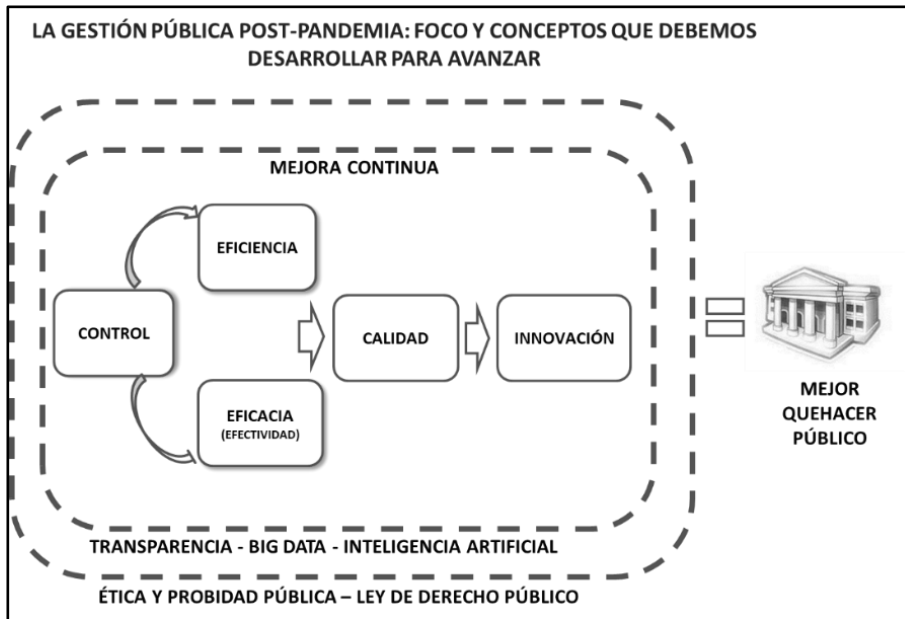 LA GESTIÓN PÚBLICA POST-PANDEMIA: FOCO Y CONCEPTOS QUE DEBEMOS
DESARROLLAR PARA AVANZAR
MEJORA CONTINUA
EFICIENCIA
CONTROL
CALIDAD
INNOVACIÓN
EFICACIA
(EFECTIVIDAD)
MEJOR
QUEHACER
PÚBLICO
TRANSPARENCIA - BIG DATA - INTELIGENCIA ARTIFICIAL
ÉTICA Y PROBIDAD PÚBLICA – LEY DE DERECHO PÚBLICO